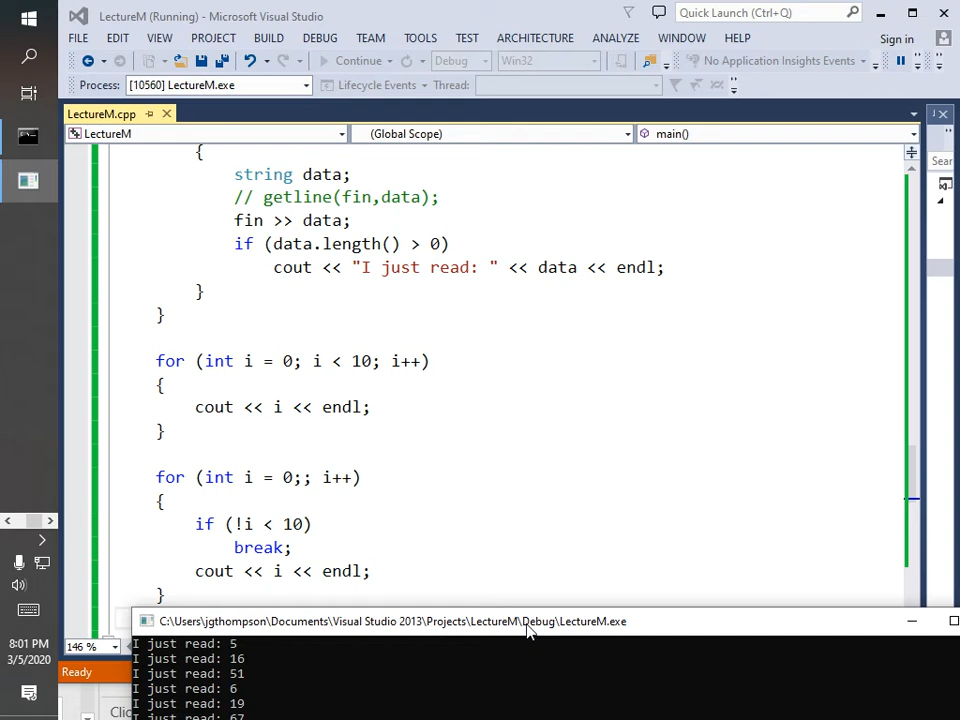 LectureM (Running) - Microsoft Visual Studio
Quick Launch (Ctrl+Q)
FILE EDIT VIEW PROJECT BUILD DEBUG TEAM TOOLS TEST ARCHITECTURE ANALYZE WINDOW HELP Sign in
Continue Debug Win32 No Application Insights Events
Process: [10560] LectureM.exe Lifecycle Events Thread:
LectureM.cpp
LectureM (Global Scope) main()
Sear
{
string data;
// getline(fin,data);
fin >> data;
if (data.length() > 0)
cout << "I just read: " << data << endl;
}
}
for (int i = 0; i < 10; i++)
{
cout << i << endl;
}
for (int i = 0;; i++)
{
if (!i < 10)
break;
cout << i << endl;
}
146 %
C:\Users\jgthompson\Documents\Visual Studio 2013\Projects\LectureM\Debug\LectureM.exe
I just read: 5
I just read: 16
I just read: 51
I just read: 6
I just read: 19
I just read: 67
Ready
Clic
8:01 PM
3/5/2020